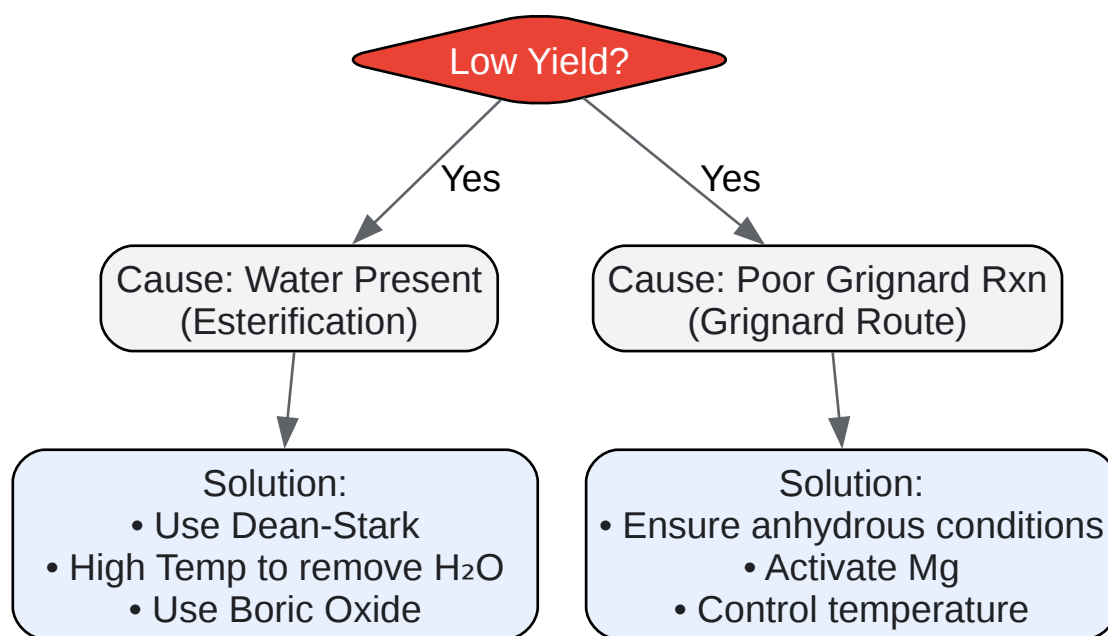 Low Yield?
Yes
Yes
Cause: Water Present
(Esterification)
Cause: Poor Grignard Rxn
(Grignard Route)
Solution:
• Use Dean-Stark
• High Temp to remove H₂O
• Use Boric Oxide
Solution:
• Ensure anhydrous conditions
• Activate Mg
• Control temperature